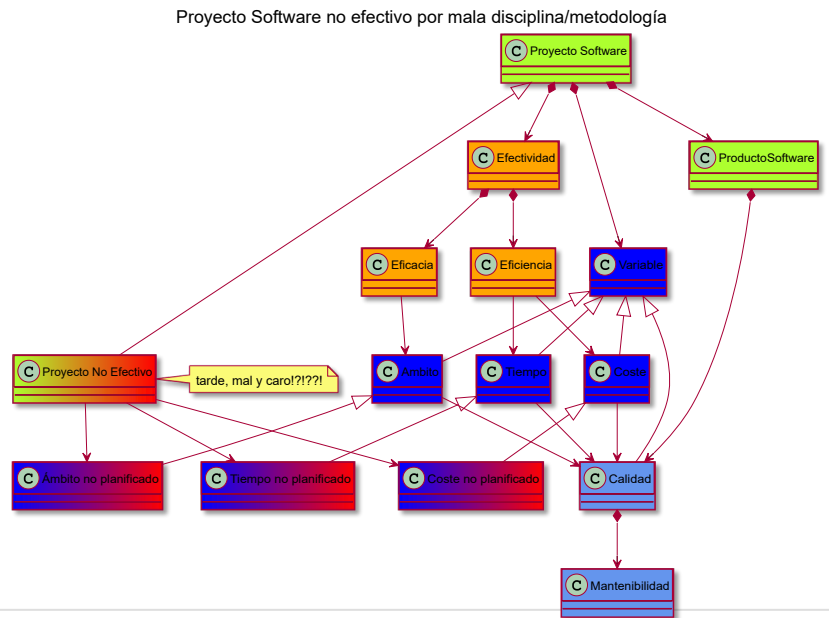 Proyecto Software no efectivo por mala disciplina/metodología
C Proyecto Software
C Efectividad
C ProductoSoftware
C Eficacia
C Eficiencia
C Variable
C Proyecto No Efectivo
tarde, mal y caro!?!??!
C Ámbito
C Tiempo
C Coste
C Ámbito no planificado
C Tiempo no planificado
C Coste no planificado
C Calidad
C Mantenibilidad